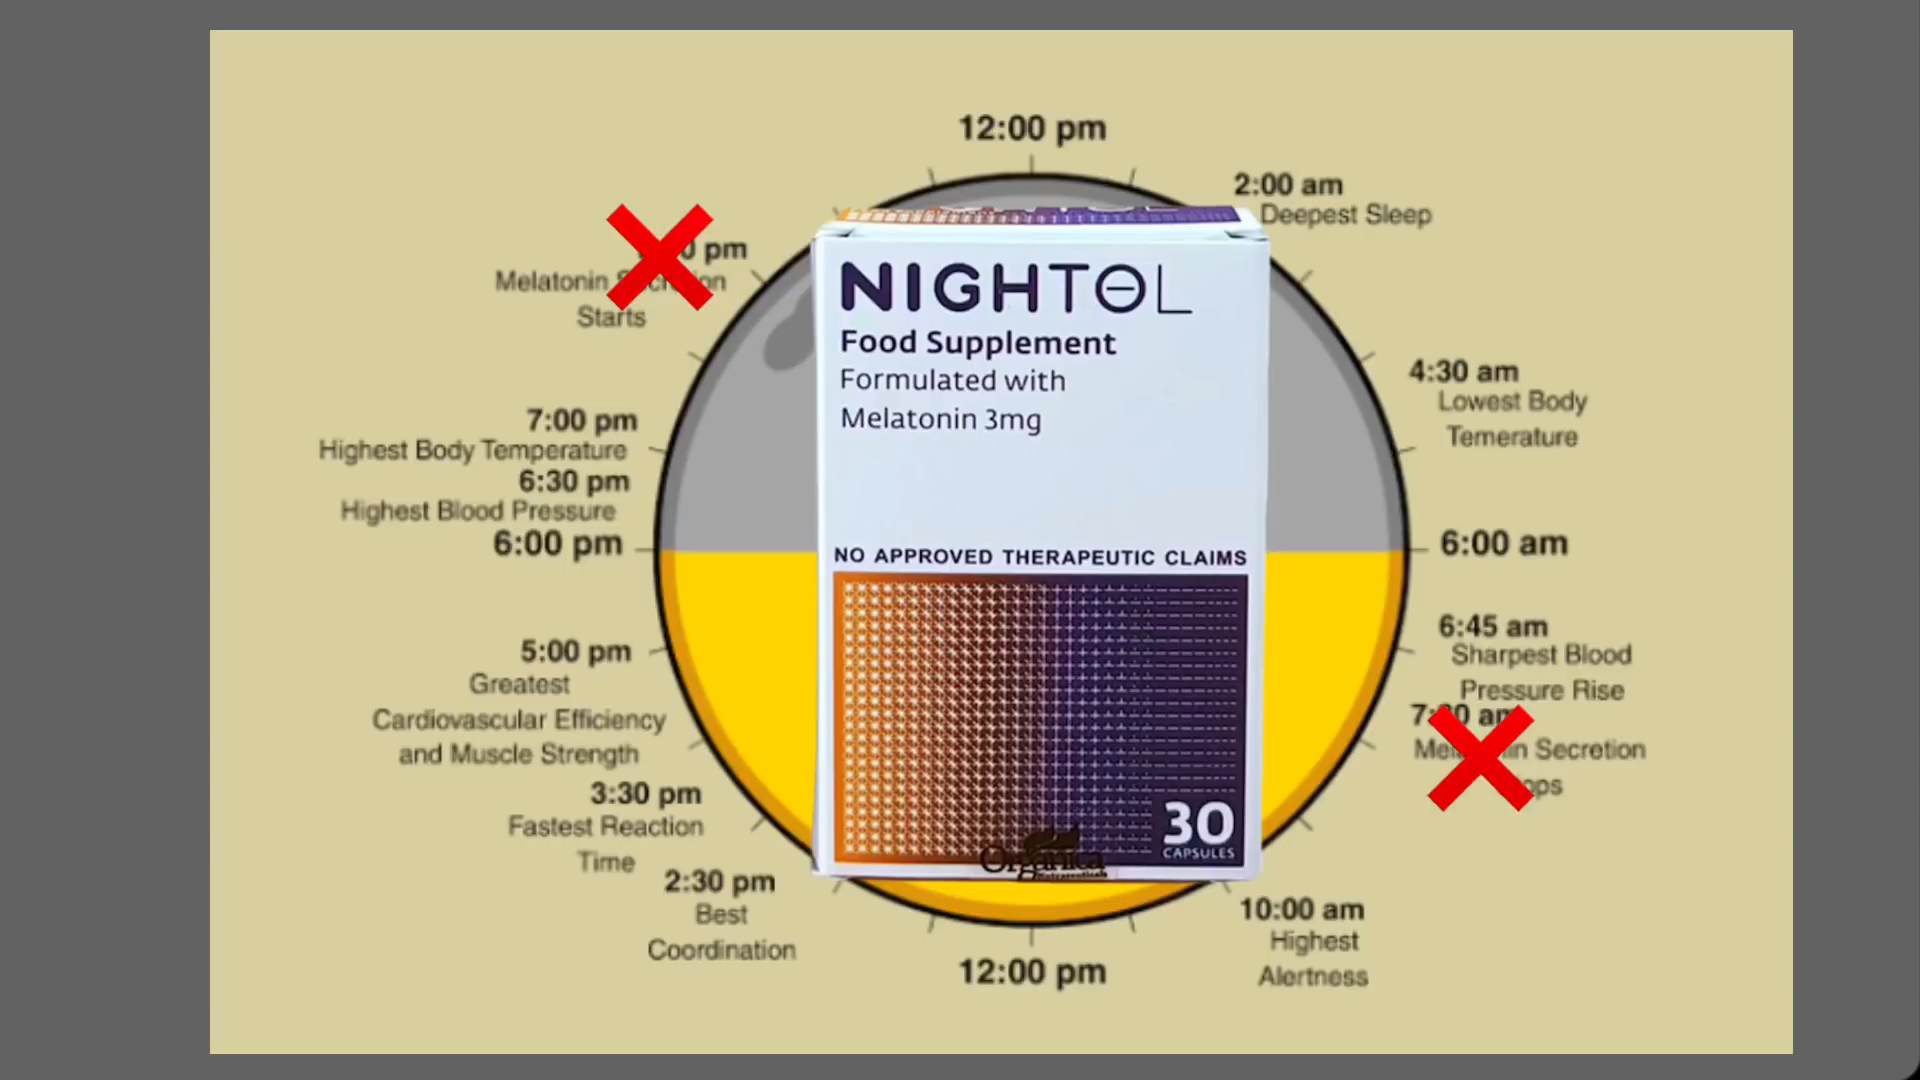 12:00 pm
2:00 am
Deepest Sleep
pm
Melatonin
Starts
4:30 am
Lowest Body
Temerature
7:00 pm
Highest Body Temperature
6:30 pm
Highest Blood Pressure
6:00 pm
6:00 am
NIGHTOL
Food Supplement
Formulated with
Melatonin 3mg
NO APPROVED THERAPEUTIC CLAIMS
30
CAPSULES
Organica
Nutraceuticals
6:45 am
Sharpest Blood
Pressure Rise
Secretion
5:00 pm
Greatest
Cardiovascular Efficiency
and Muscle Strength
3:30 pm
Fastest Reaction
Time
2:30 pm
Best
Coordination
10:00 am
Highest
Alertness
12:00 pm